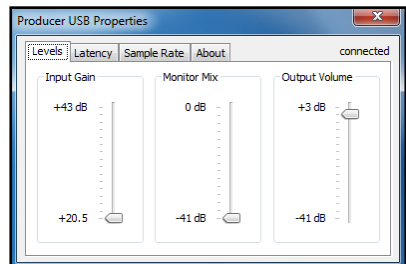 Producer USB Properties
Levels Latency Sample Rate About connected
Input Gain Monitor Mix Output Volume
+43 dB 0 dB +3 dB
+20.5 -41 dB -41 dB